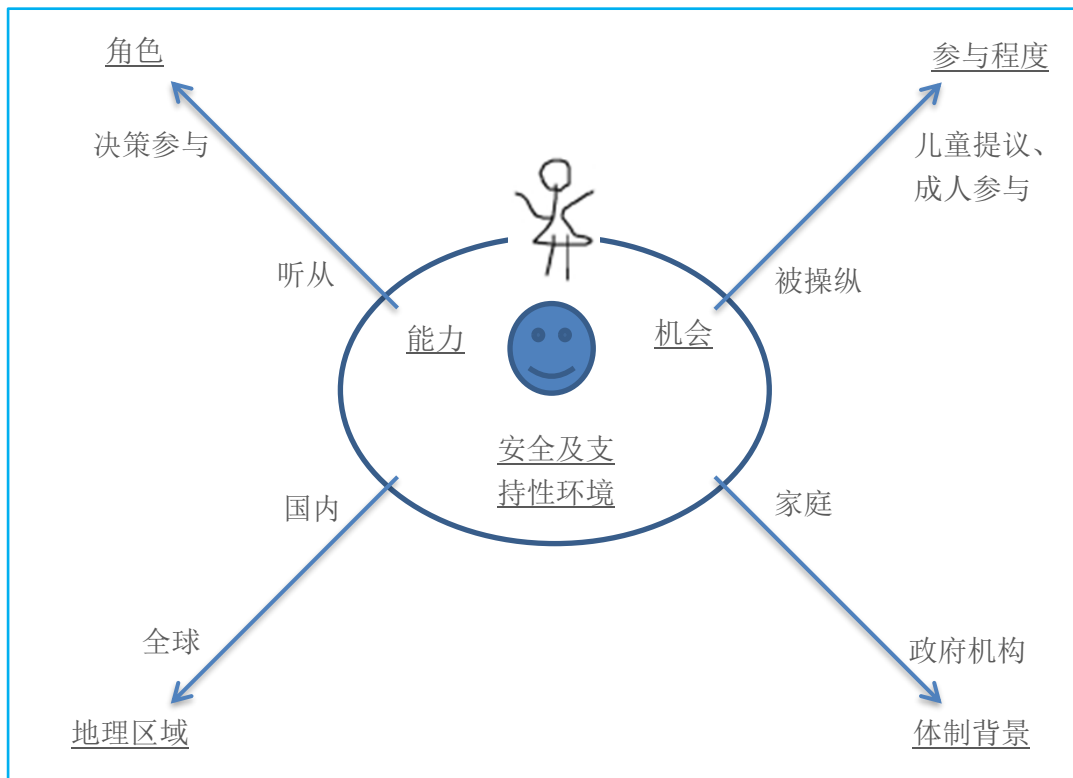 角色
参与程度
决策参与
儿童提议、
成人参与
听从
被操纵
能力
机会
安全及支
持性环境
国内
家庭
全球
政府机构
地理区域
体制背景